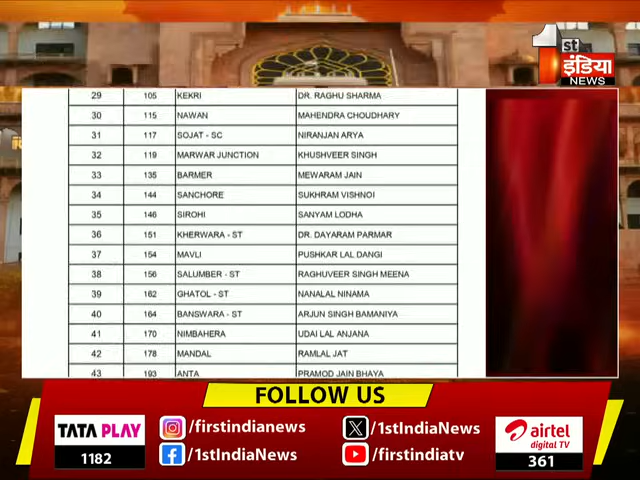 1st
इंडिया
NEWS
29 105 KEKRI DR. RAGHU SHARMA
30 115 NAWAN MAHENDRA CHOUDHARY
31 117 SOJAT - SC NIRANJAN ARYA
32 119 MARWAR JUNCTION KHUSHVEER SINGH
33 135 BARMER MEWARAM JAIN
34 144 SANCHORE SUKHRAM VISHNOI
35 146 SIROHI SANYAM LODHA
36 151 KHERWARA - ST DR. DAYARAM PARMAR
37 154 MAVLI PUSHKAR LAL DANGI
38 156 SALUMBER - ST RAGHUVEER SINGH MEENA
39 162 GHATOL - ST NANALAL NINAMA
40 164 BANSWARA - ST ARJUN SINGH BAMANIYA
41 170 NIMBAHERA UDAI LAL ANJANA
42 178 MANDAL RAMLAL JAT
43 193 ANTA PRAMOD JAIN BHAYA
FOLLOW US
TATA PLAY
1182
/firstindianews
/1stIndiaNews
/1stIndiaNews
/firstindiatv
airtel
digital TV
361